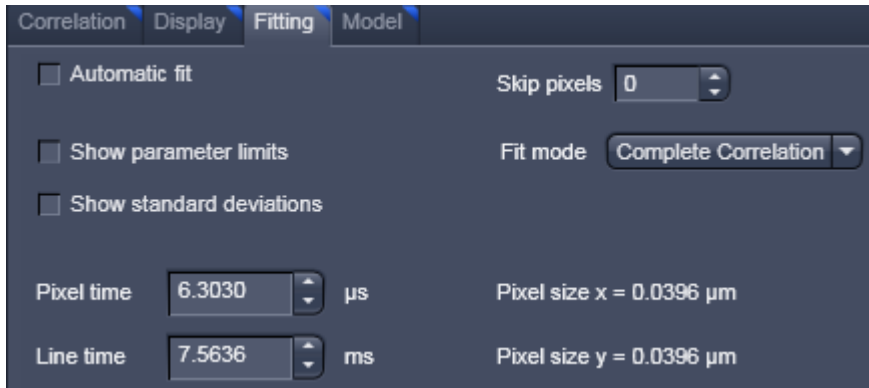 Correlation Display Fitting Model
Automatic fit
Skip pixels 0
Show parameter limits
Fit mode Complete Correlation
Show standard deviations
Pixel time 6.3030 µs
Pixel size x = 0.0396 µm
Line time 7.5636 ms
Pixel size y = 0.0396 µm